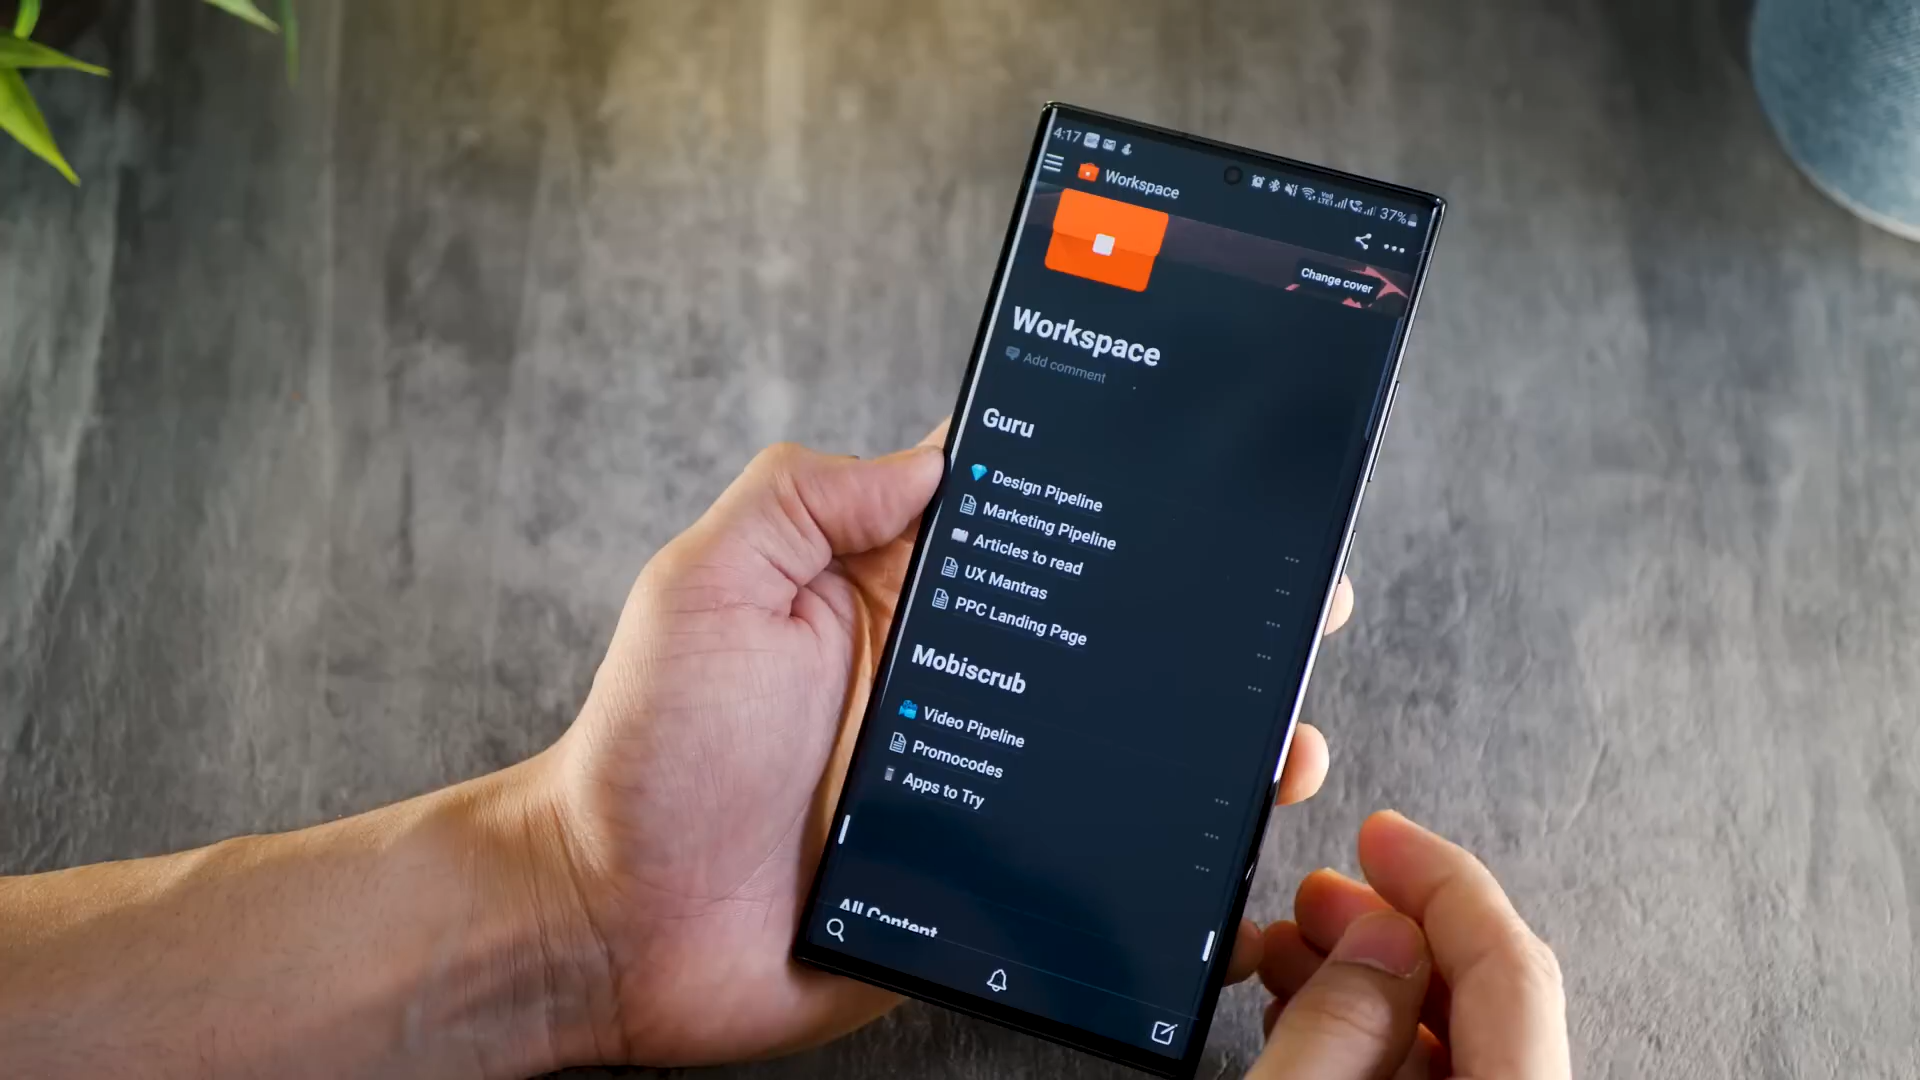 4:17
37%
Workspace
Change cover
Workspace
Add comment
Guru
Design Pipeline
Marketing Pipeline
Articles to read
UX Mantras
PPC Landing Page
Mobiscrub
Video Pipeline
Promocodes
Apps to Try
All Content